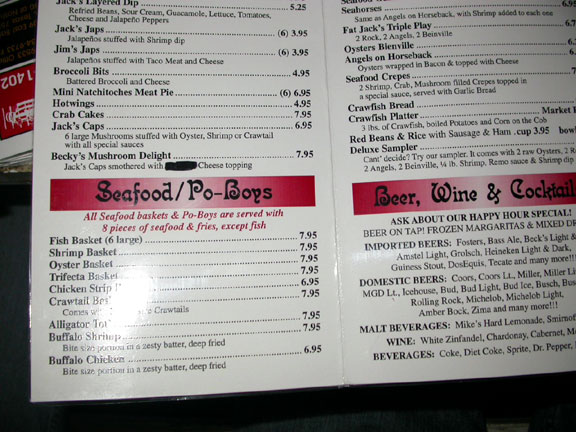 Jack's Layered Dip 5.25
Refried Beans, Sour Cream, Guacamole, Lettuce, Tomatoes,
Cheese and Jalapeño Peppers
Jack's Japs (6) 3.95
Jalapeños stuffed with Shrimp dip
Jim's Japs (6) 3.95
Jalapeños stuffed with Taco Meat and Cheese
Broccoli Bits 4.95
Battered Broccoli and Cheese
Mini Natchitoches Meat Pie (6) 6.95
Hotwings 4.95
Crab Cakes 7.95
Jack's Caps 6.95
6 large Mushrooms stuffed with Oyster, Shrimp or Crawtail
with all special sauces
Becky's Mushroom Delight 7.95
Jack's Caps smothered with Cheese topping
Seafood/Po-Boys
All Seafood baskets & Po-Boys are served with
8 pieces of seafood & fries, except fish
Fish Basket (6 large) 7.95
Shrimp Basket 7.95
Oyster Basket 7.95
Trifecta Basket 7.95
Chicken Strip 6.95
Crawtail 7.95
Comes Crawtails
Alligator 7.95
Buffalo Shrimp 7.95
Bite size portion in a zesty batter, deep fried
Buffalo Chicken 6.95
Bite size portion in a zesty batter, deep fried
Seahorses
Same as Angels on Horseback, with Shrimp added to each one
Fat Jack's Triple Play
2 Rock, 2 Angels, 2 Beinville
Oysters Bienville
Angels on Horseback
Oysters wrapped in Bacon & topped with Cheese
Seafood Crepes
2 Shrimp, Crab, Mushroom filled Crepes topped in
a special sauce, served with Garlic Bread
Crawfish Bread
Crawfish Platter Market
3 lbs. of Crawfish, boiled Potatoes and Corn on the Cob
Red Beans & Rice with Sausage & Ham .cup 3.95
Deluxe Sampler
Cant' decide? Try our sampler. It comes with 2 raw Oysters, 2
2 Angels, 2 Beinville, ¼ lb. Shrimp, Remo sauce & Shrimp dip
Beer, Wine & Cocktail
ASK ABOUT OUR HAPPY HOUR SPECIAL!
BEER ON TAP! FROZEN MARGARITAS & MIXED
IMPORTED BEERS: Fosters, Bass Ale, Beck's Light &
Amstel Light, Grolsch, Heineken Light & Dark,
Guiness Stout, DosEquis, Tecate and many more!!!
DOMESTIC BEERS: Coors, Coors Lt., Miller, Miller
MGD Lt., Icehouse, Bud, Bud Light, Bud Ice, Busch,
Rolling Rock, Michelob, Michelob Light,
Amber Bock, Zima and many more!!!
MALT BEVERAGES: Mike's Hard Lemonade,
WINE: White Zinfandel, Chardonay, Cabernet,
BEVERAGES: Coke, Diet Coke, Sprite, Dr. Pepper,